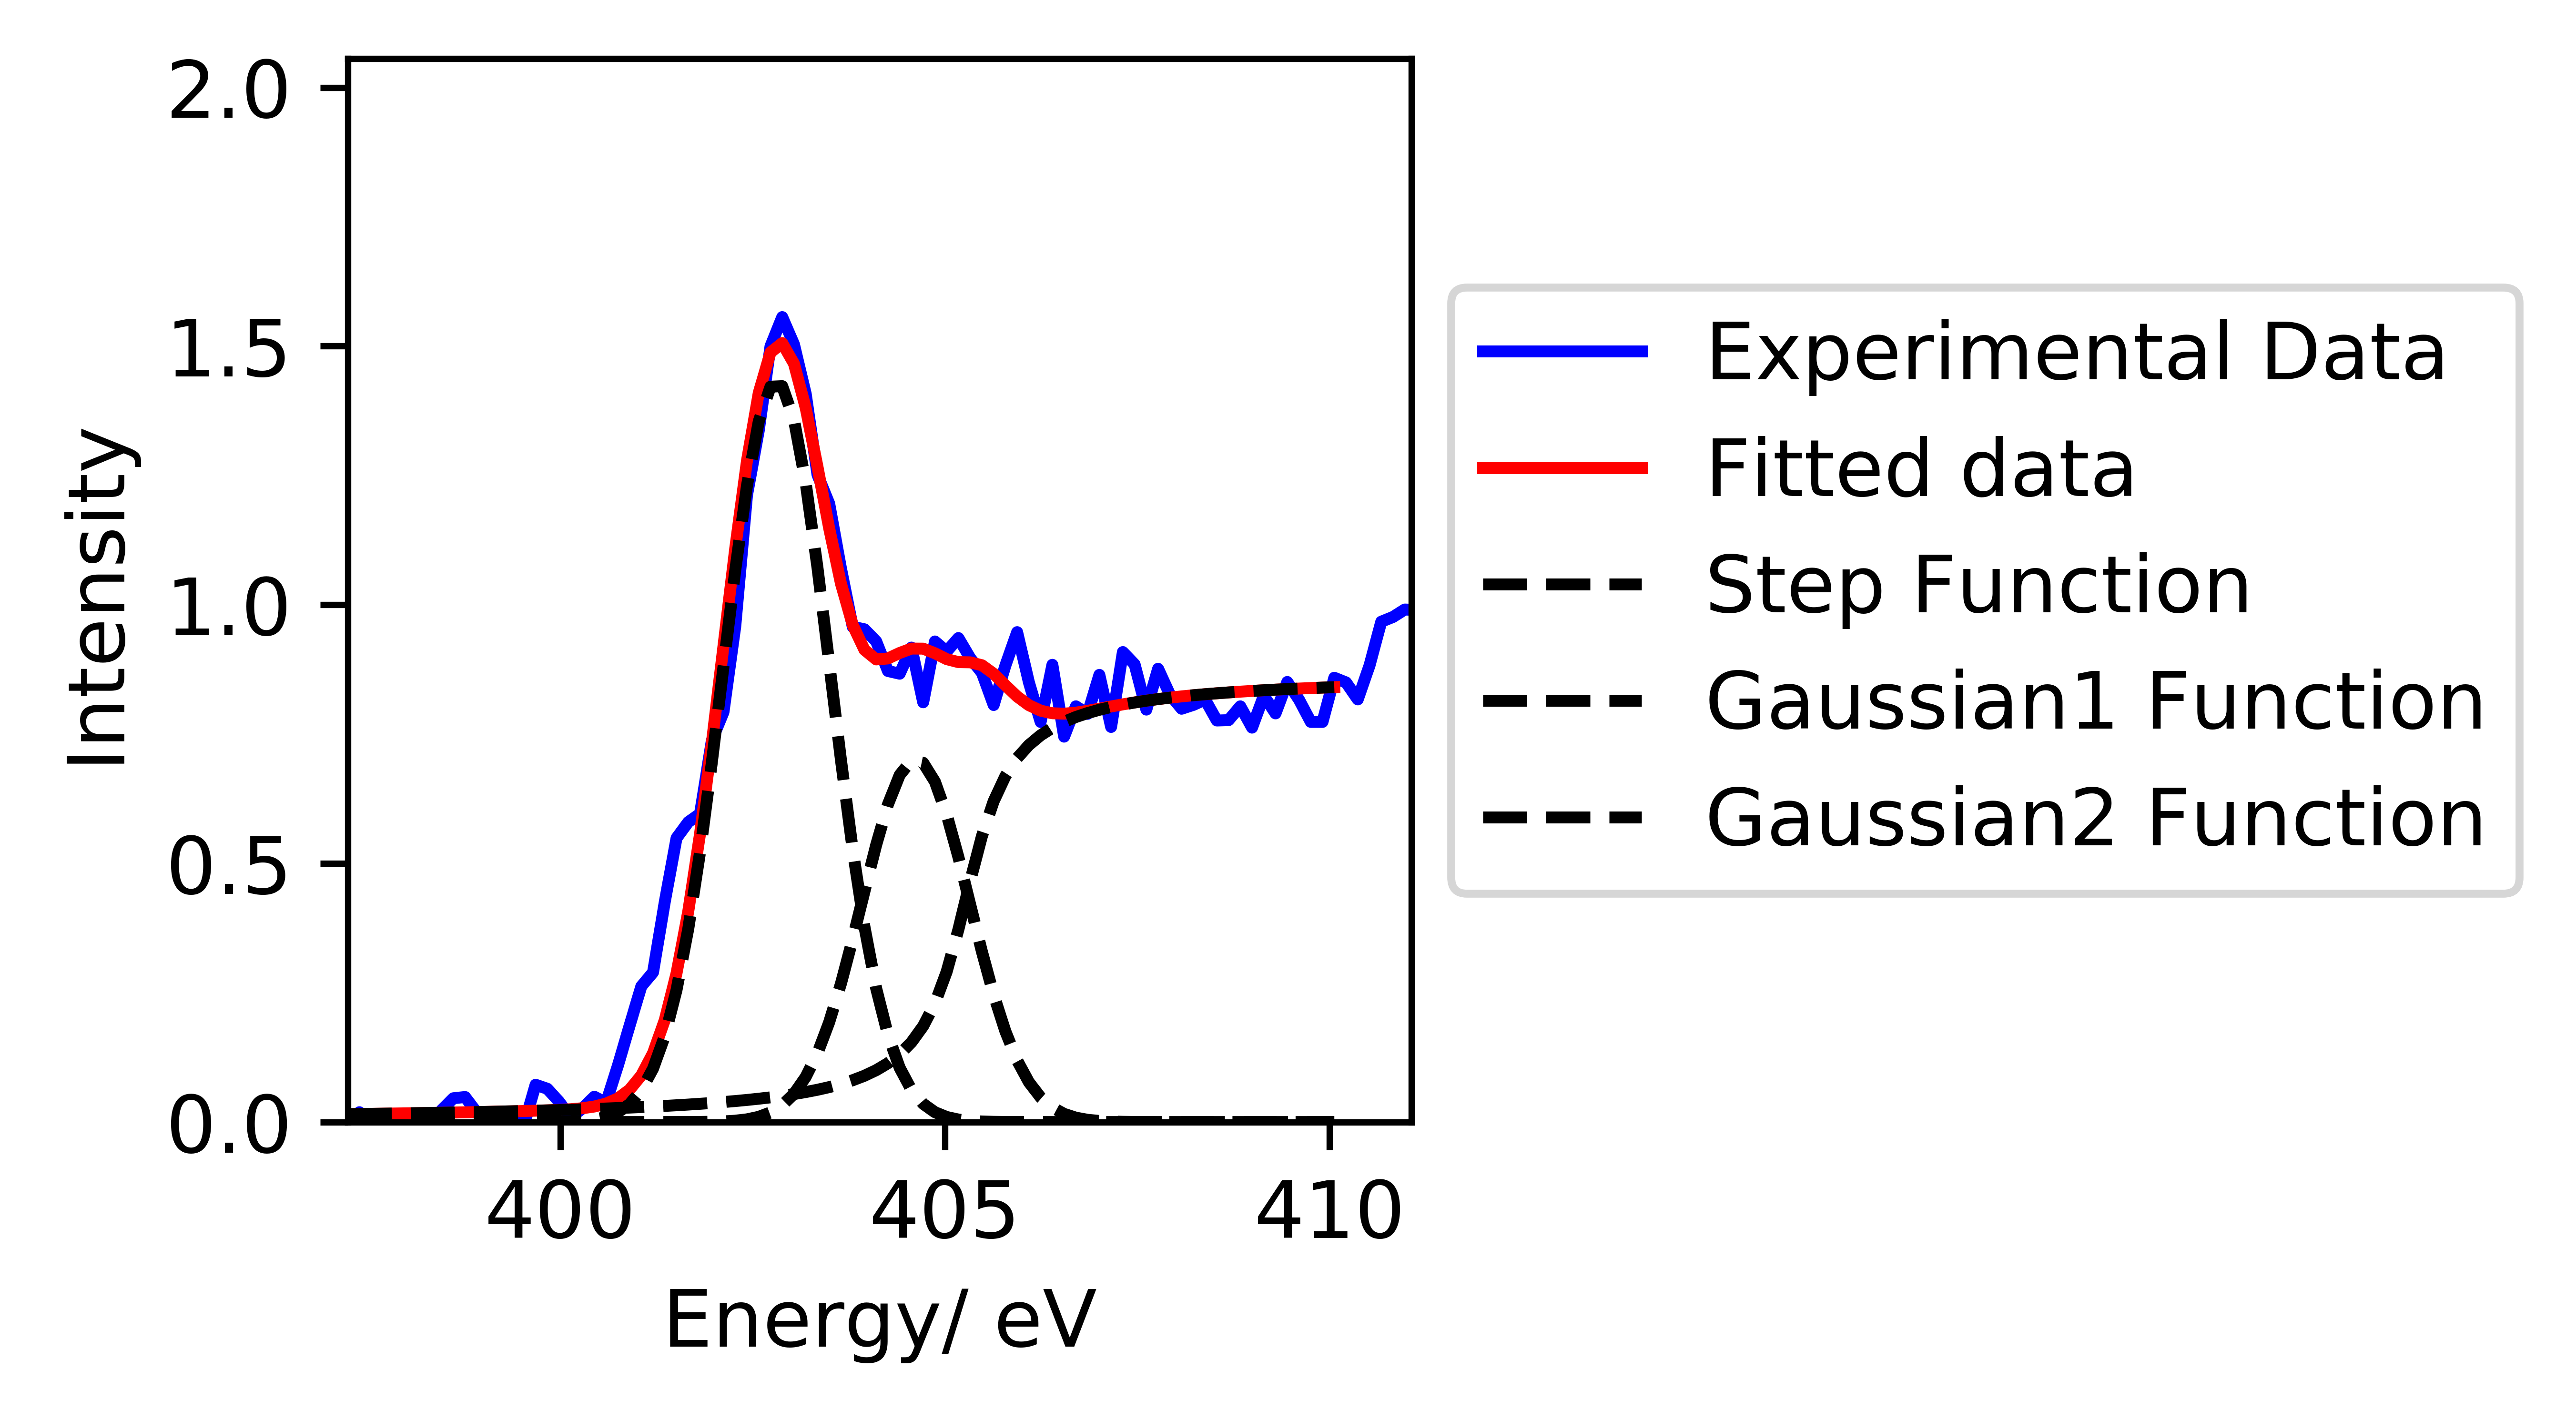 2.0
1.5
1.0
0.5
0.0
Intensity
400 405 410
Energy/ eV
Experimental Data
Fitted data
Step Function
Gaussian1 Function
Gaussian2 Function